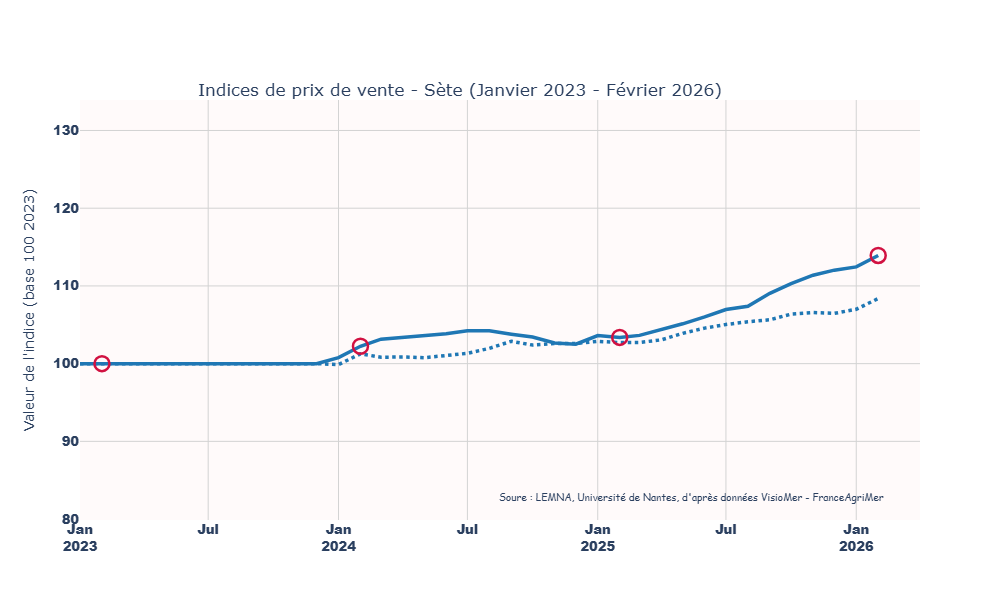 Indices de prix de vente - Sète (Janvier 2023 - Février 2026)
Valeur de l'indice (base 100 2023)
130
120
110
100
90
80
Soure : LEMNA, Université de Nantes, d'après données VisioMer - FranceAgriMer
Jan Jul Jan Jul Jan Jul Jan
2023 2024 2025 2026